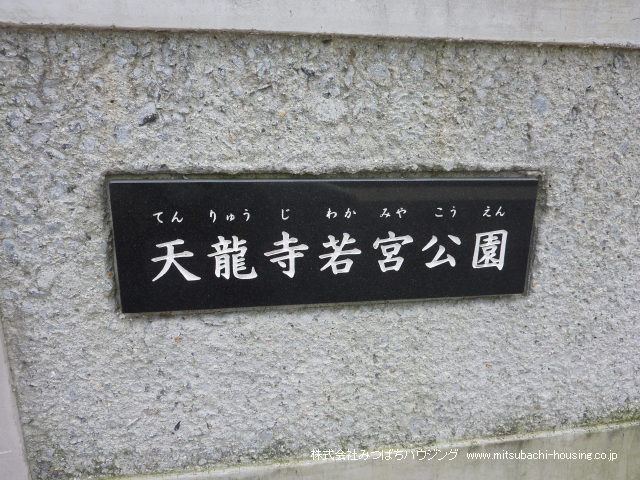 てん りゅう じ わか みや こう えん
天龍寺若宮公園
株式会社みつばちハウジング www.mitsubachi-housing.co.jp